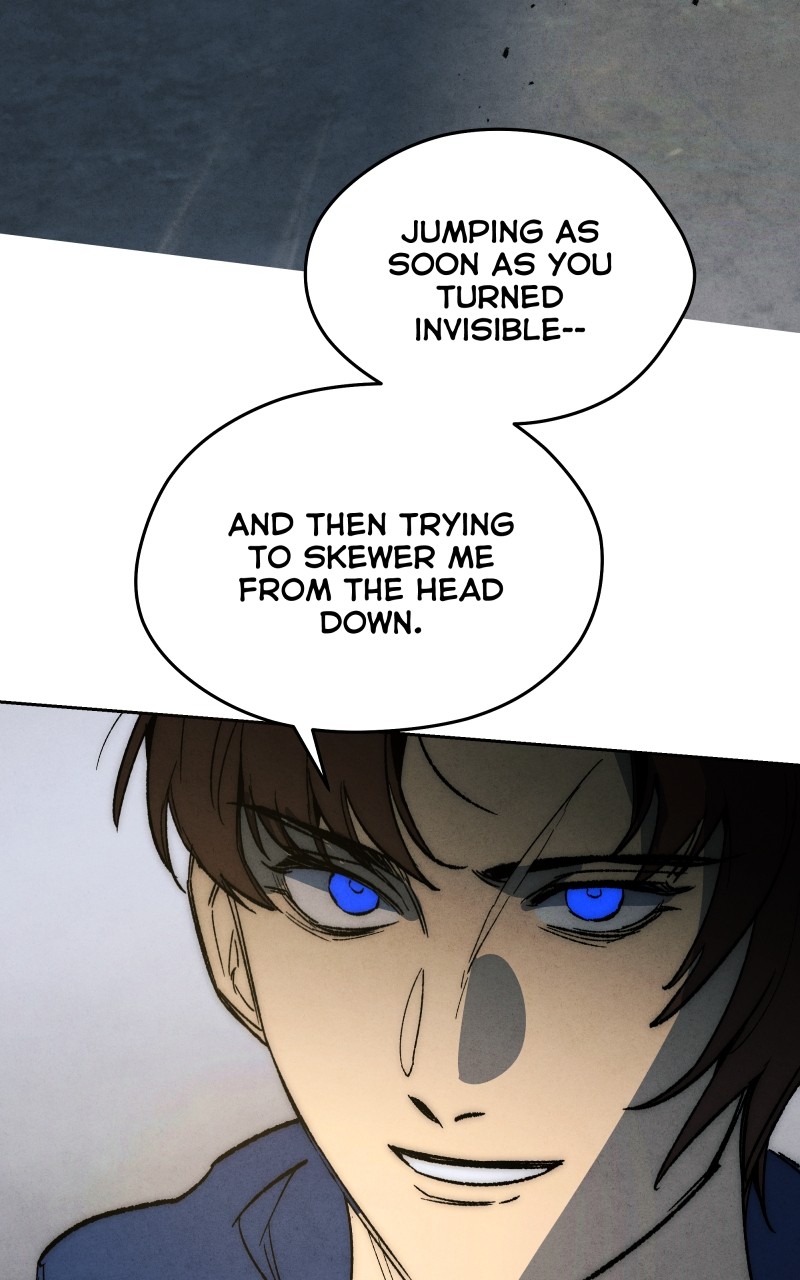 JUMPING AS
SOON AS YOU
TURNED
INVISIBLE--
AND THEN TRYING
TO SKEWER ME
FROM THE HEAD
DOWN.